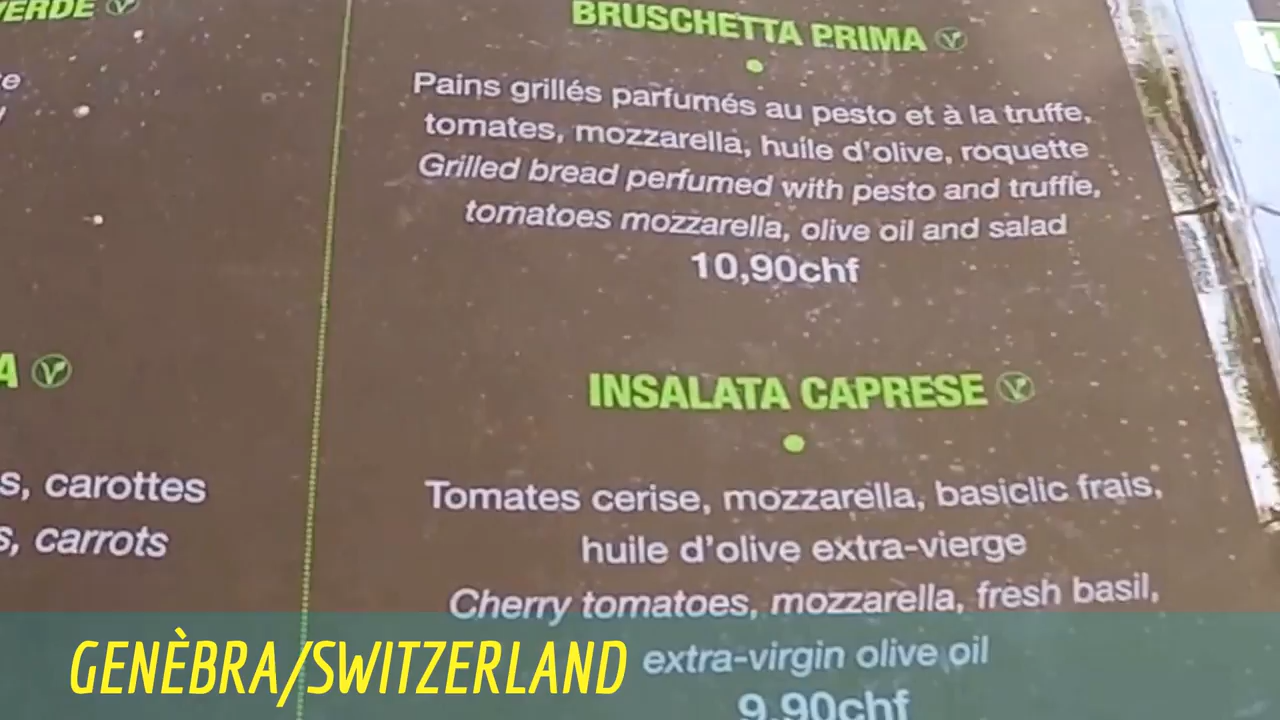 VERDE
s, carottes
s, carrots
BRUSCHETTA PRIMA
Pains grillés parfumés au pesto et à la truffe,
tomates, mozzarella, huile d'olive, roquette
Grilled bread perfumed with pesto and truffle,
tomatoes mozzarella, olive oil and salad
10,90chf
INSALATA CAPRESE
Tomates cerise, mozzarella, basiclic frais,
huile d'olive extra-vierge
Cherry tomatoes, mozzarella, fresh basil,
extra-virgin olive oil
9,90chf
GENÈBRA/SWITZERLAND